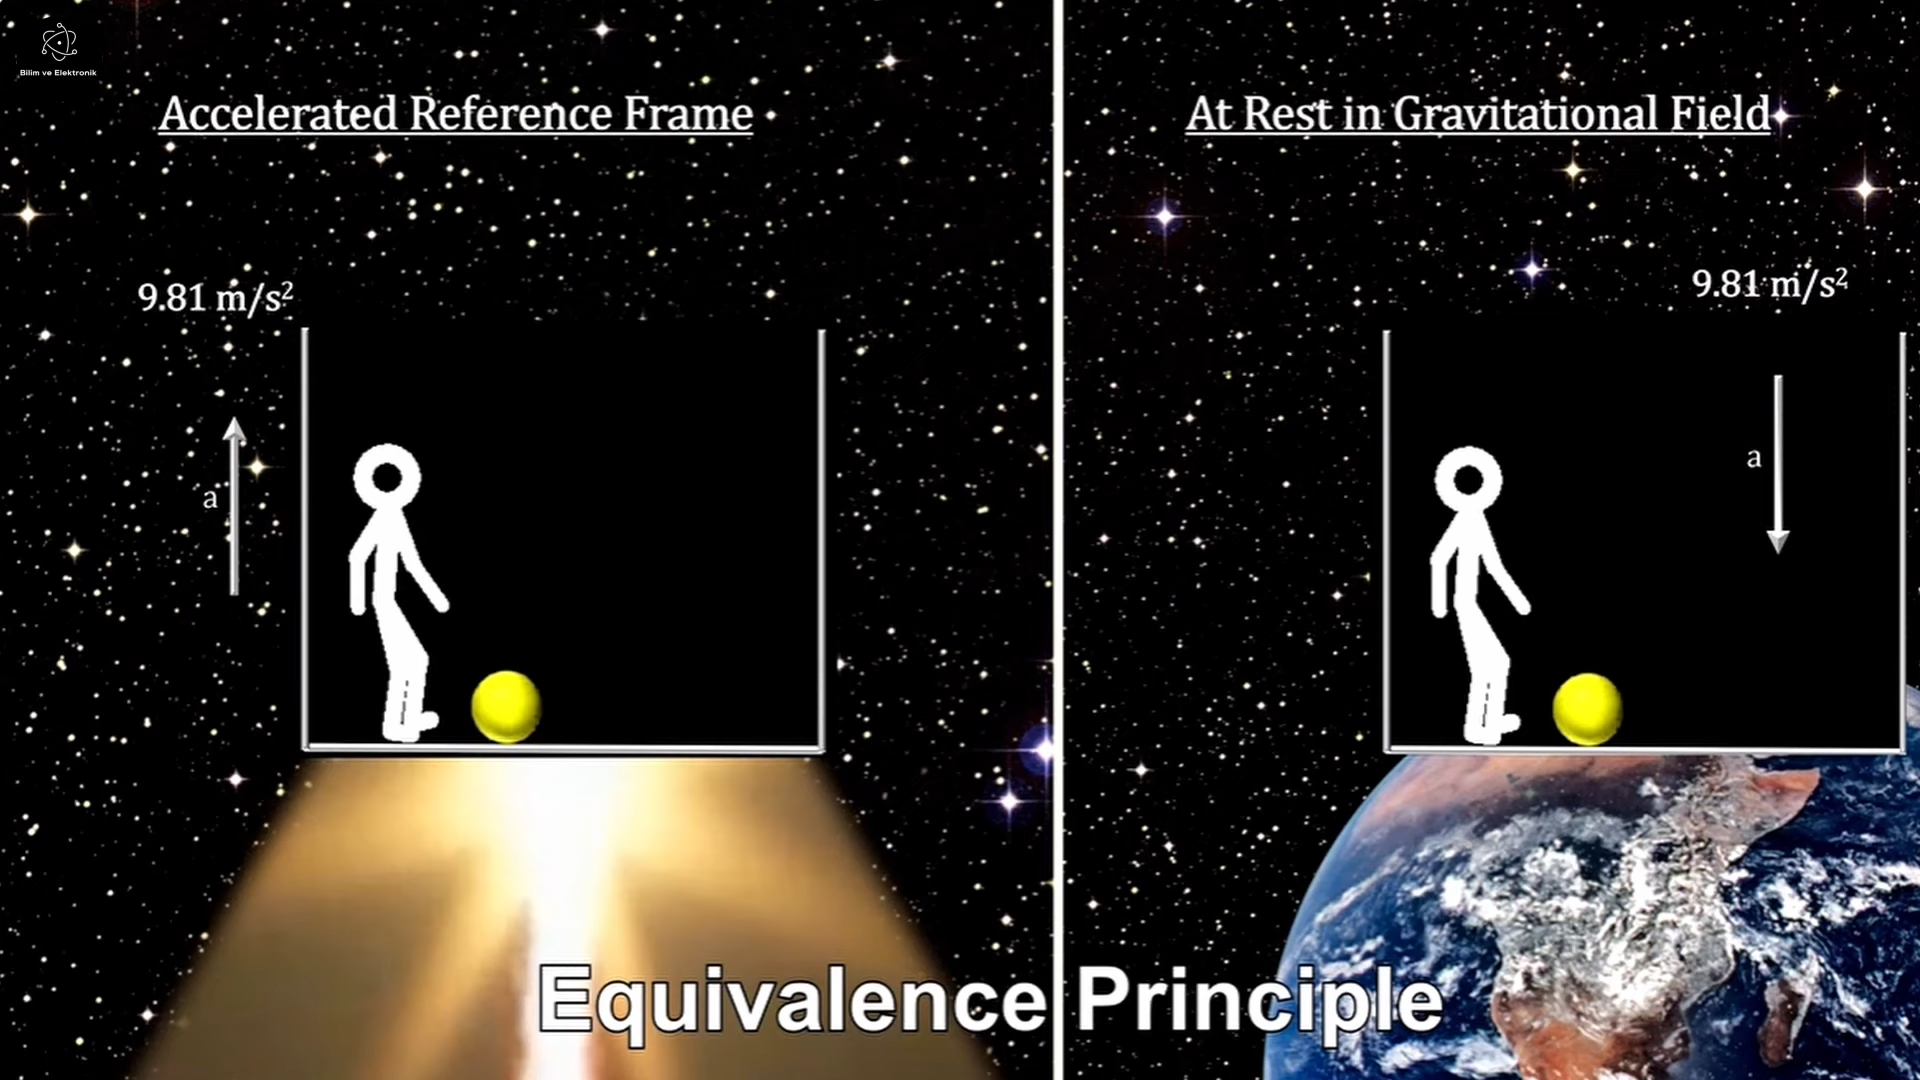 Bilim ve Elektronik
Accelerated Reference Frame
At Rest in Gravitational Field
9.81 m/s²
9.81 m/s²
a
a
Equivalence Principle